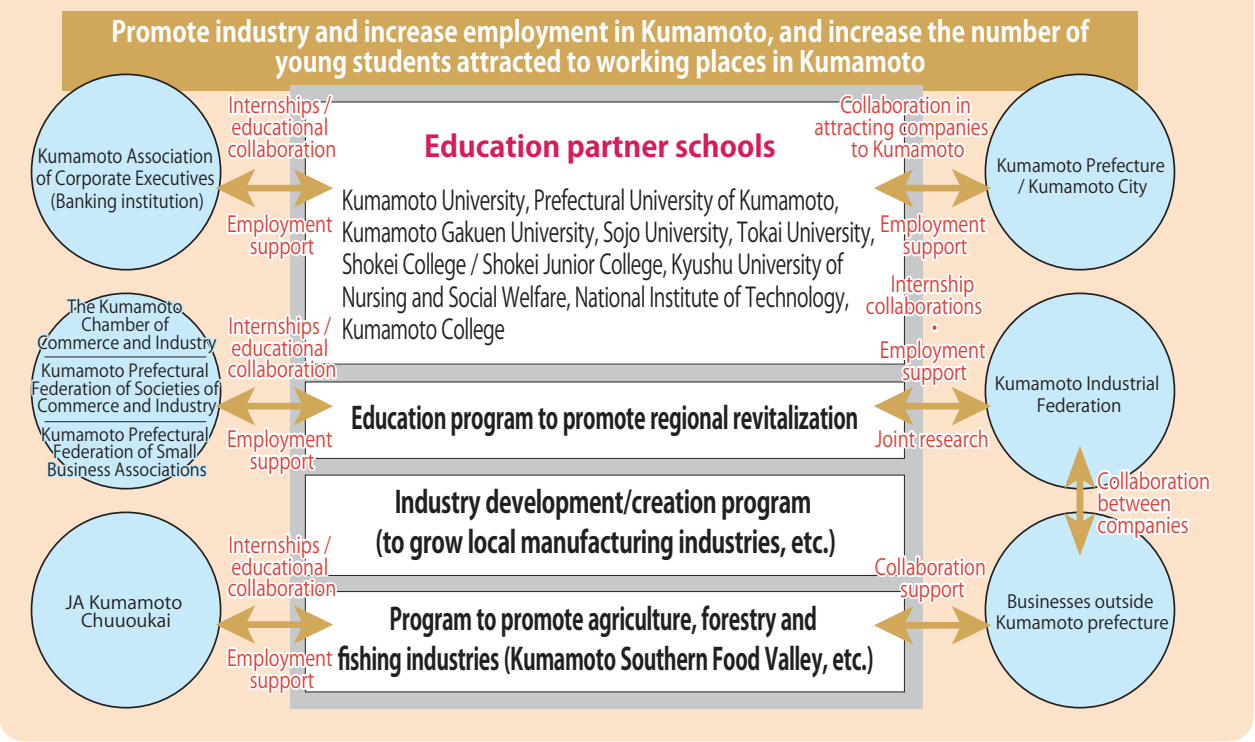 Promote industry and increase employment in Kumamoto, and increase the number of
young students attracted to working places in Kumamoto
Kumamoto Association
of Corporate Executives
(Banking institution)
Internships /
educational
collaboration
Employment
support
Education partner schools
Kumamoto University, Prefectural University of Kumamoto,
Kumamoto Gakuen University, Sojo University, Tokai University,
Shokei College / Shokei Junior College, Kyushu University of
Nursing and Social Welfare, National Institute of Technology,
Kumamoto College
Collaboration in
attracting companies
to Kumamoto
Employment
support
Kumamoto Prefecture
/ Kumamoto City
The Kumamoto
Chamber of
Commerce and Industry
Kumamoto Prefectural
Federation of Societies of
Commerce and Industry
Kumamoto Prefectural
Federation of Small
Business Associations
Internships /
educational
collaboration
Employment
support
Education program to promote regional revitalization
Internship
collaborations
・
Employment
support
Joint research
Kumamoto Industrial
Federation
Collaboration
between
companies
Industry development/creation program
(to grow local manufacturing industries, etc.)
JA Kumamoto
Chuuoukai
Internships /
educational
collaboration
Employment
support
Program to promote agriculture, forestry and
fishing industries (Kumamoto Southern Food Valley, etc.)
Collaboration
support
Businesses outside
Kumamoto prefecture